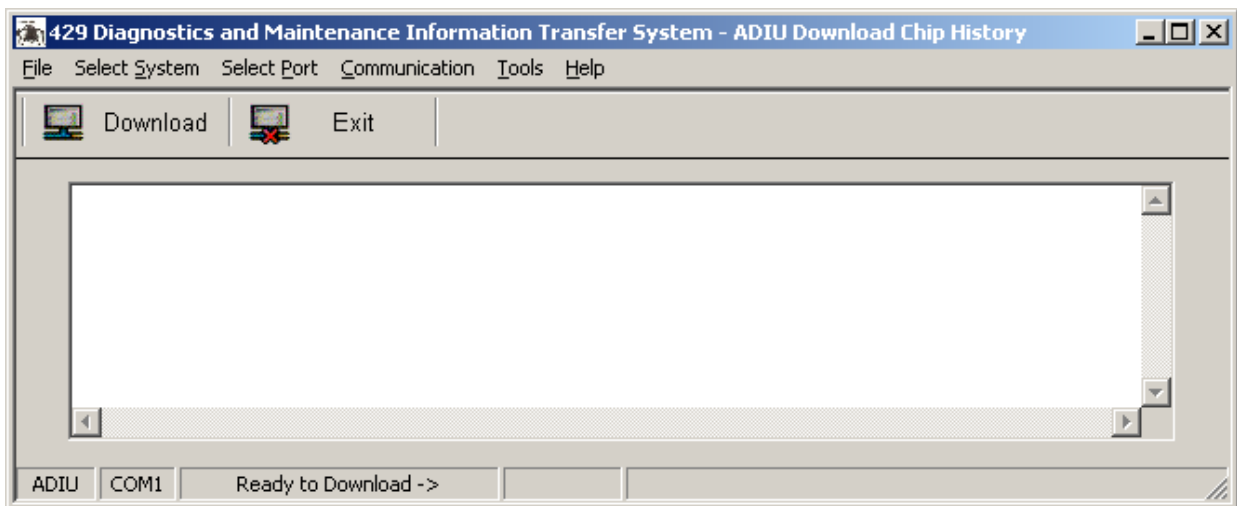 429 Diagnostics and Maintenance Information Transfer System - ADIU Download Chip History
File Select System Select Port Communication Tools Help
Download Exit
ADIU COM1 Ready to Download ->